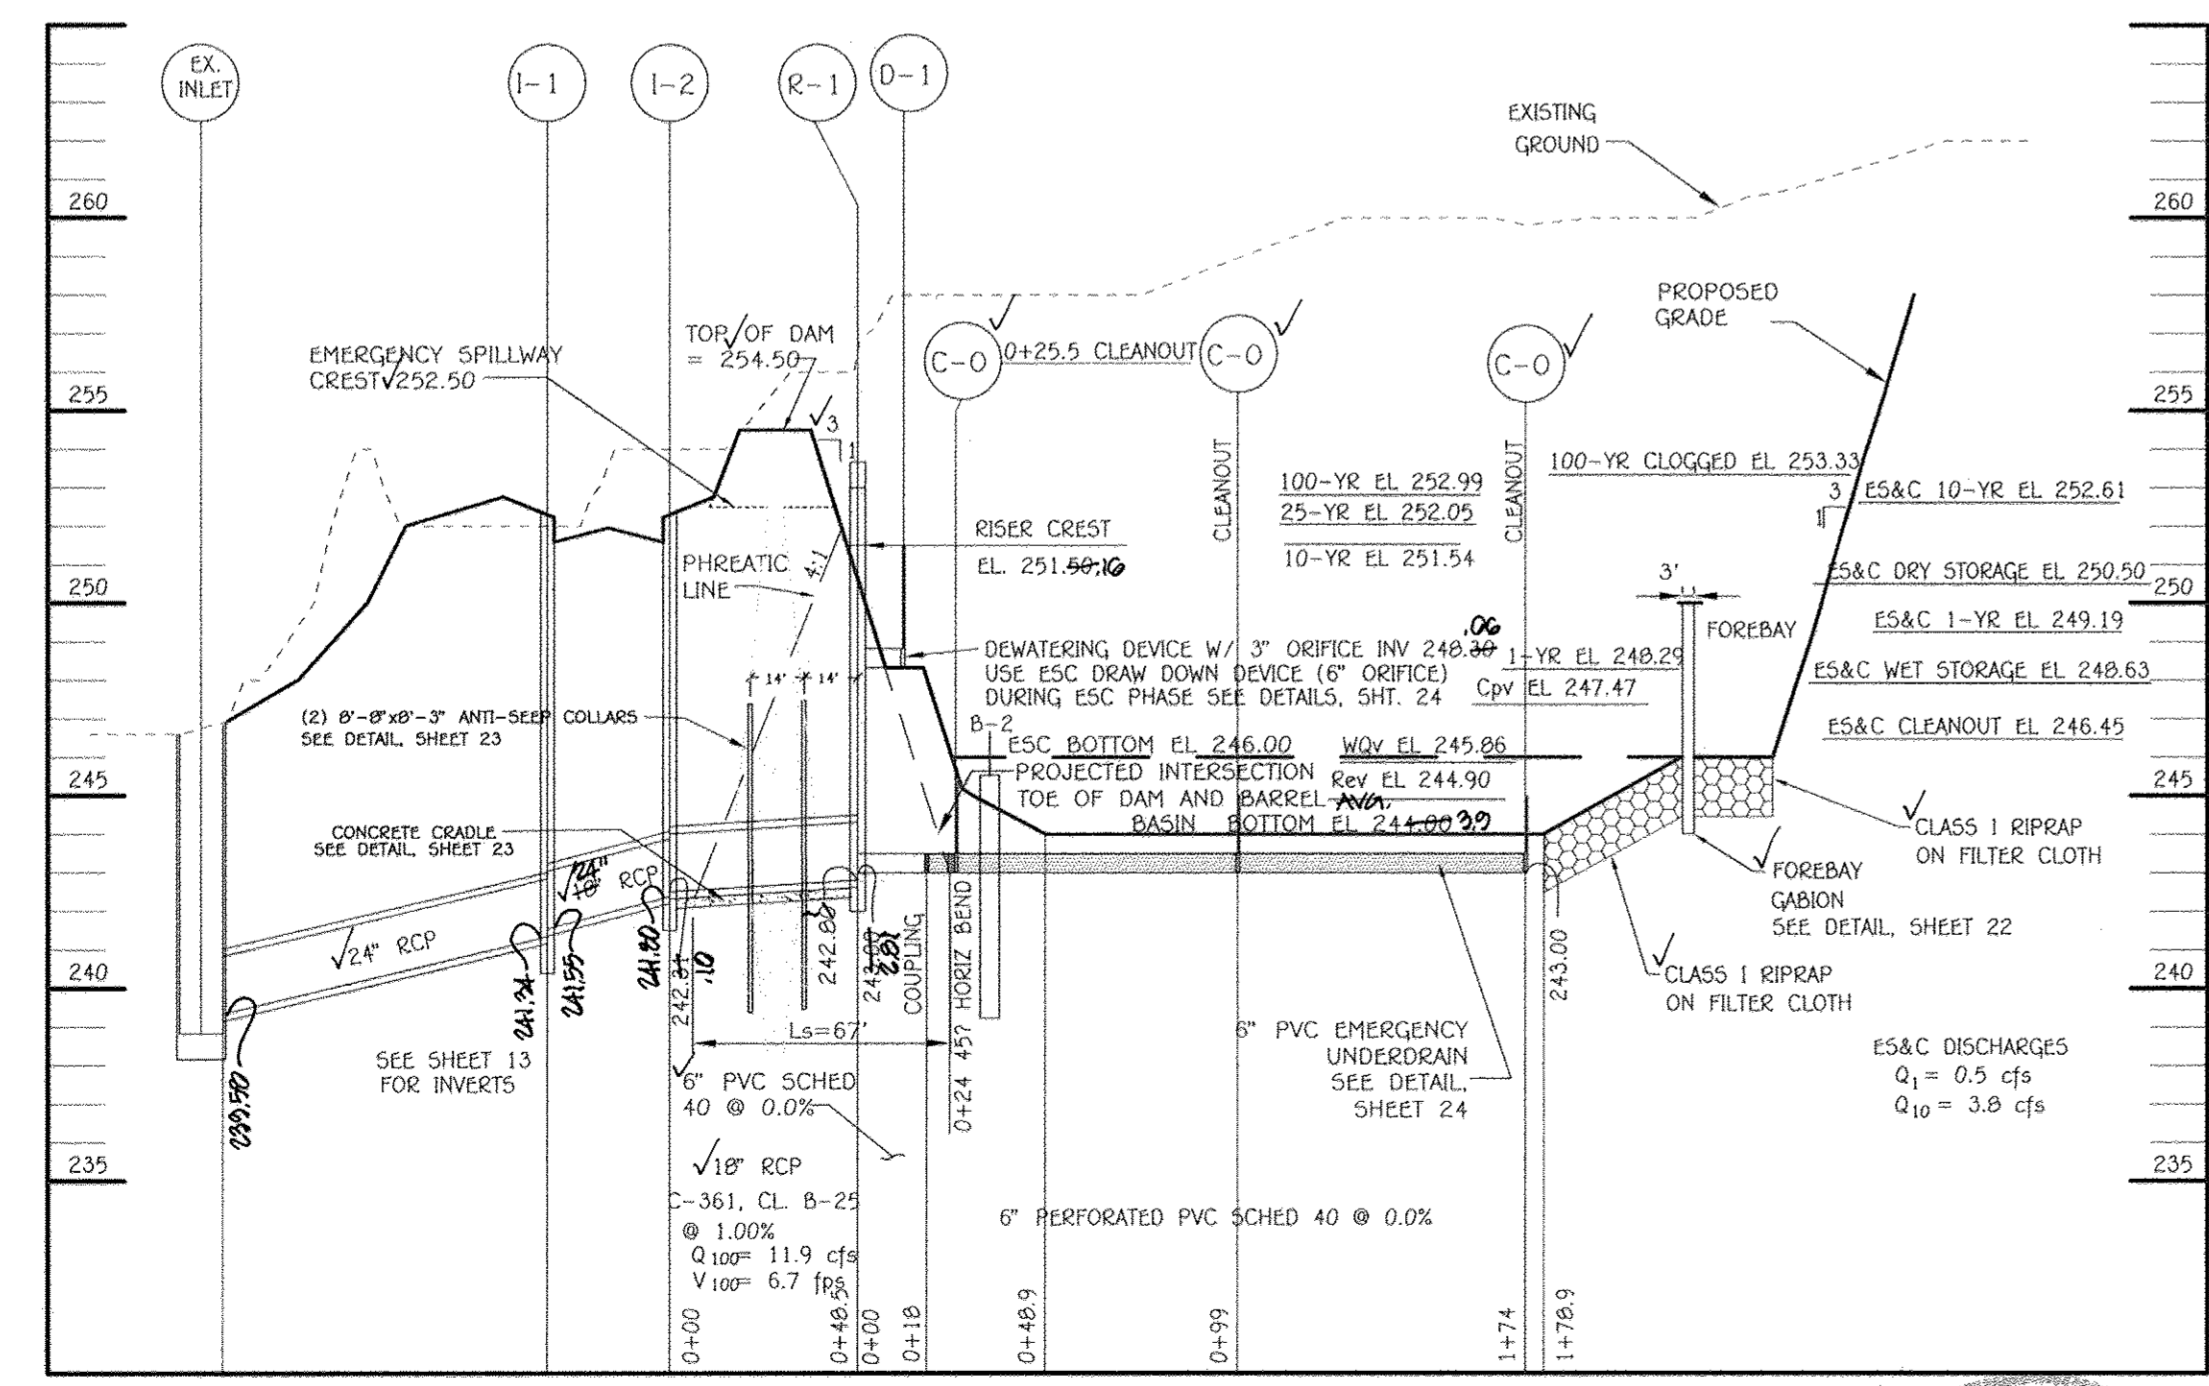 EX.
INLET
I-1
I-2
R-1
D-1
EXISTING
GROUND
260
260
PROPOSED
GRADE
TOP OF DAM
= 254.50
EMERGENCY SPILLWAY
CREST 252.50
C-O
0+25.5 CLEANOUT
C-O
C-O
255
255
3
1
CLEANOUT
CLEANOUT
100-YR CLOGGED EL 253.33
100-YR EL 252.99
25-YR EL 252.05
10-YR EL 251.54
3
1
ES&C 10-YR EL 252.61
RISER CREST
EL. 251.50 .16
PHREATIC
LINE
4:1
250
250
3'
ES&C DRY STORAGE EL 250.50
FOREBAY
ES&C 1-YR EL 249.19
.06
DEWATERING DEVICE W/ 3" ORIFICE INV 248.30
USE ESC DRAW DOWN DEVICE (6" ORIFICE)
DURING ESC PHASE SEE DETAILS, SHT. 24
1-YR EL 248.29
Cpv EL 247.47
ES&C WET STORAGE EL 248.63
14'
14'
(2) 8'-8"x8'-3" ANTI-SEEP COLLARS
SEE DETAIL, SHEET 23
B-2
ES&C CLEANOUT EL 246.45
ESC BOTTOM EL 246.00
WQv EL 245.86
PROJECTED INTERSECTION
TOE OF DAM AND BARREL
Rev EL 244.90
AVG.
BASIN BOTTOM EL 244.00 3.9
245
245
CONCRETE CRADLE
SEE DETAIL, SHEET 23
CLASS I RIPRAP
ON FILTER CLOTH
24"
18"
RCP
24" RCP
FOREBAY
GABION
SEE DETAIL, SHEET 22
CLASS I RIPRAP
ON FILTER CLOTH
240
240
239.50
241.34
241.55
241.80
242.31
.10
242.80
243.00
2.81
COUPLING
0+24 45? HORIZ BEND
243.00
Ls=67'
SEE SHEET 13
FOR INVERTS
6" PVC SCHED
40 @ 0.0%
6" PVC EMERGENCY
UNDERDRAIN
SEE DETAIL,
SHEET 24
ES&C DISCHARGES
Q1 = 0.5 cfs
Q10 = 3.8 cfs
235
235
18" RCP
C-361, CL. B-25
@ 1.00%
Q100= 11.9 cfs
V100= 6.7 fps
6" PERFORATED PVC SCHED 40 @ 0.0%
0+00
0+48.5
0+00
0+18
0+48.9
0+99
1+74
1+78.9